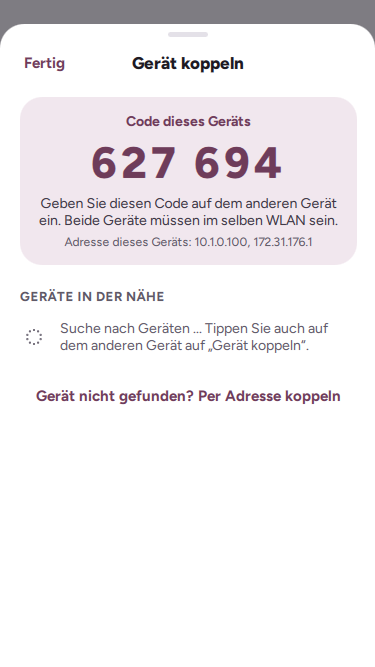 Fertig
Gerät koppeln
Code dieses Geräts
627 694
Geben Sie diesen Code auf dem anderen Gerät
ein. Beide Geräte müssen im selben WLAN sein.
Adresse dieses Geräts: 10.1.0.100, 172.31.176.1
GERÄTE IN DER NÄHE
Suche nach Geräten … Tippen Sie auch auf
dem anderen Gerät auf „Gerät koppeln“.
Gerät nicht gefunden? Per Adresse koppeln